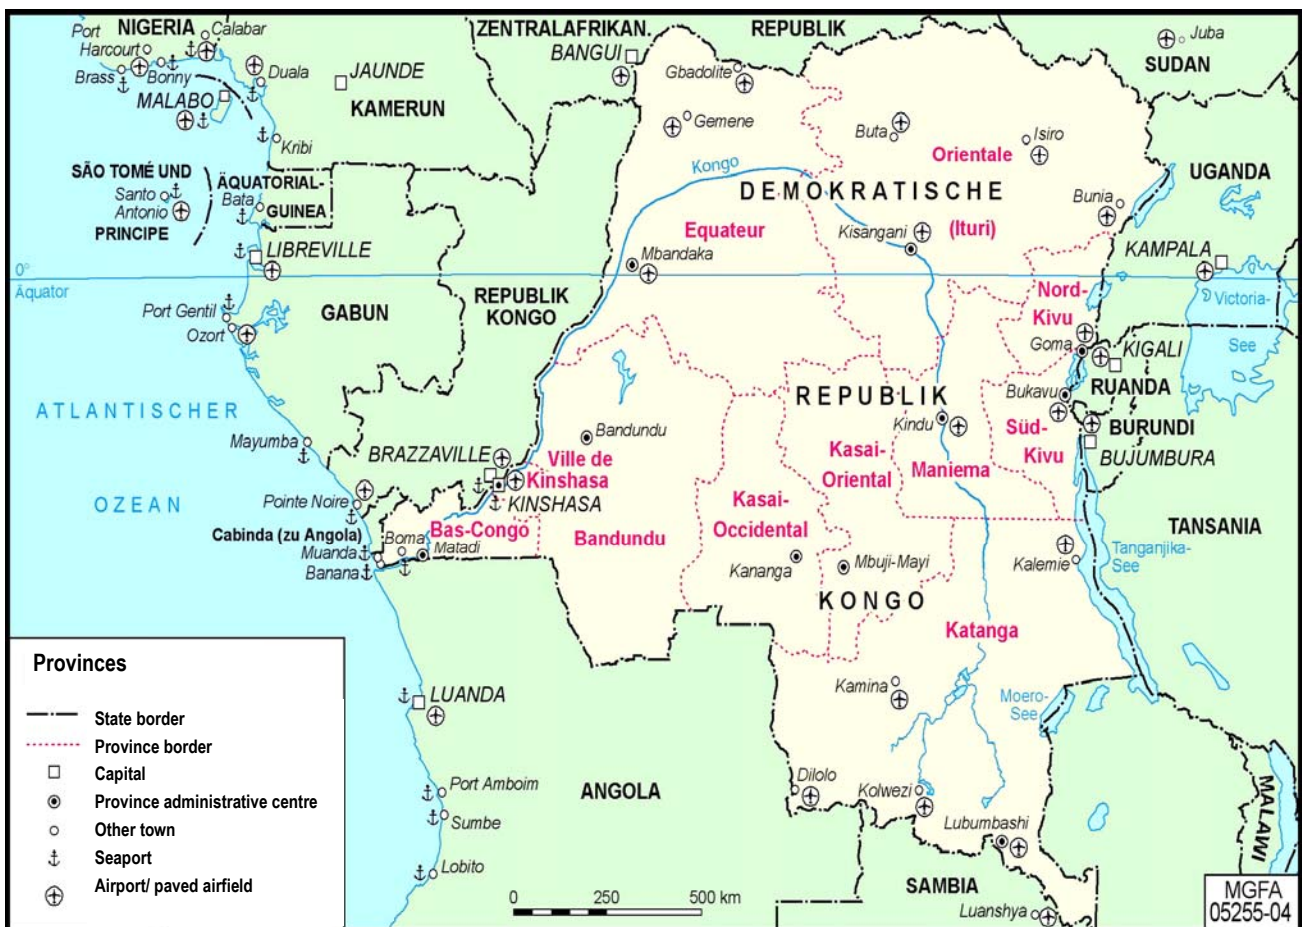 NIGERIA
Port
Harcourt
Calabar
Brass
Bonny
Duala
MALABO
JAUNDE
KAMERUN
Kribi
ZENTRALAFRIKAN.
REPUBLIK
BANGUI
Gbadolite
Gemene
Buta
Isiro
Orientale
Juba
SUDAN
UGANDA
SÃO TOMÉ UND
Santo
Antonio
PRINCIPE
ÄQUATORIAL-
Bata
GUINEA
LIBREVILLE
Kongo
DEMOKRATISCHE
Equateur
Kisangani
(Ituri)
Bunia
KAMPALA
Mbandaka
0°
Äquator
Port Gentil
Ozort
GABUN
REPUBLIK
KONGO
Nord-
Kivu
Goma
Victoria-
See
KIGALI
RUANDA
Bukavu
REPUBLIK
Kindu
Süd-
Kivu
BURUNDI
BUJUMBURA
ATLANTISCHER
OZEAN
Mayumba
BRAZZAVILLE
Bandundu
Ville de
Kinshasa
KINSHASA
Kasai-
Oriental
Maniema
Kasai-
Occidental
Pointe Noire
Cabinda (zu Angola)
Bas-Congo
Bandundu
Boma
Muanda
Matadi
Banana
Kananga
Mbuji-Mayi
KONGO
Kalemie
Tanganjika-
See
TANSANIA
Katanga
Kamina
Moero-
See
LUANDA
Port Amboim
Sumbe
Lobito
ANGOLA
Dilolo
Kolwezi
Lubumbashi
MALAWI
SAMBIA
Luanshya
Provinces
State border
Province border
Capital
Province administrative centre
Other town
Seaport
Airport/ paved airfield
0 250 500 km
MGFA
05255-04